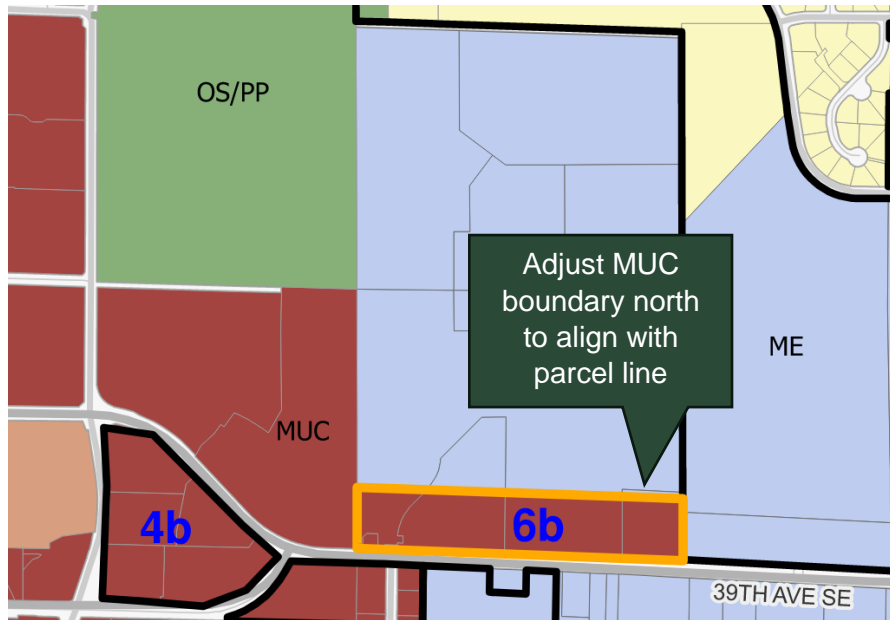 OS/PP
Adjust MUC
boundary north
to align with
parcel line
ME
MUC
4b
6b
39TH AVE SE